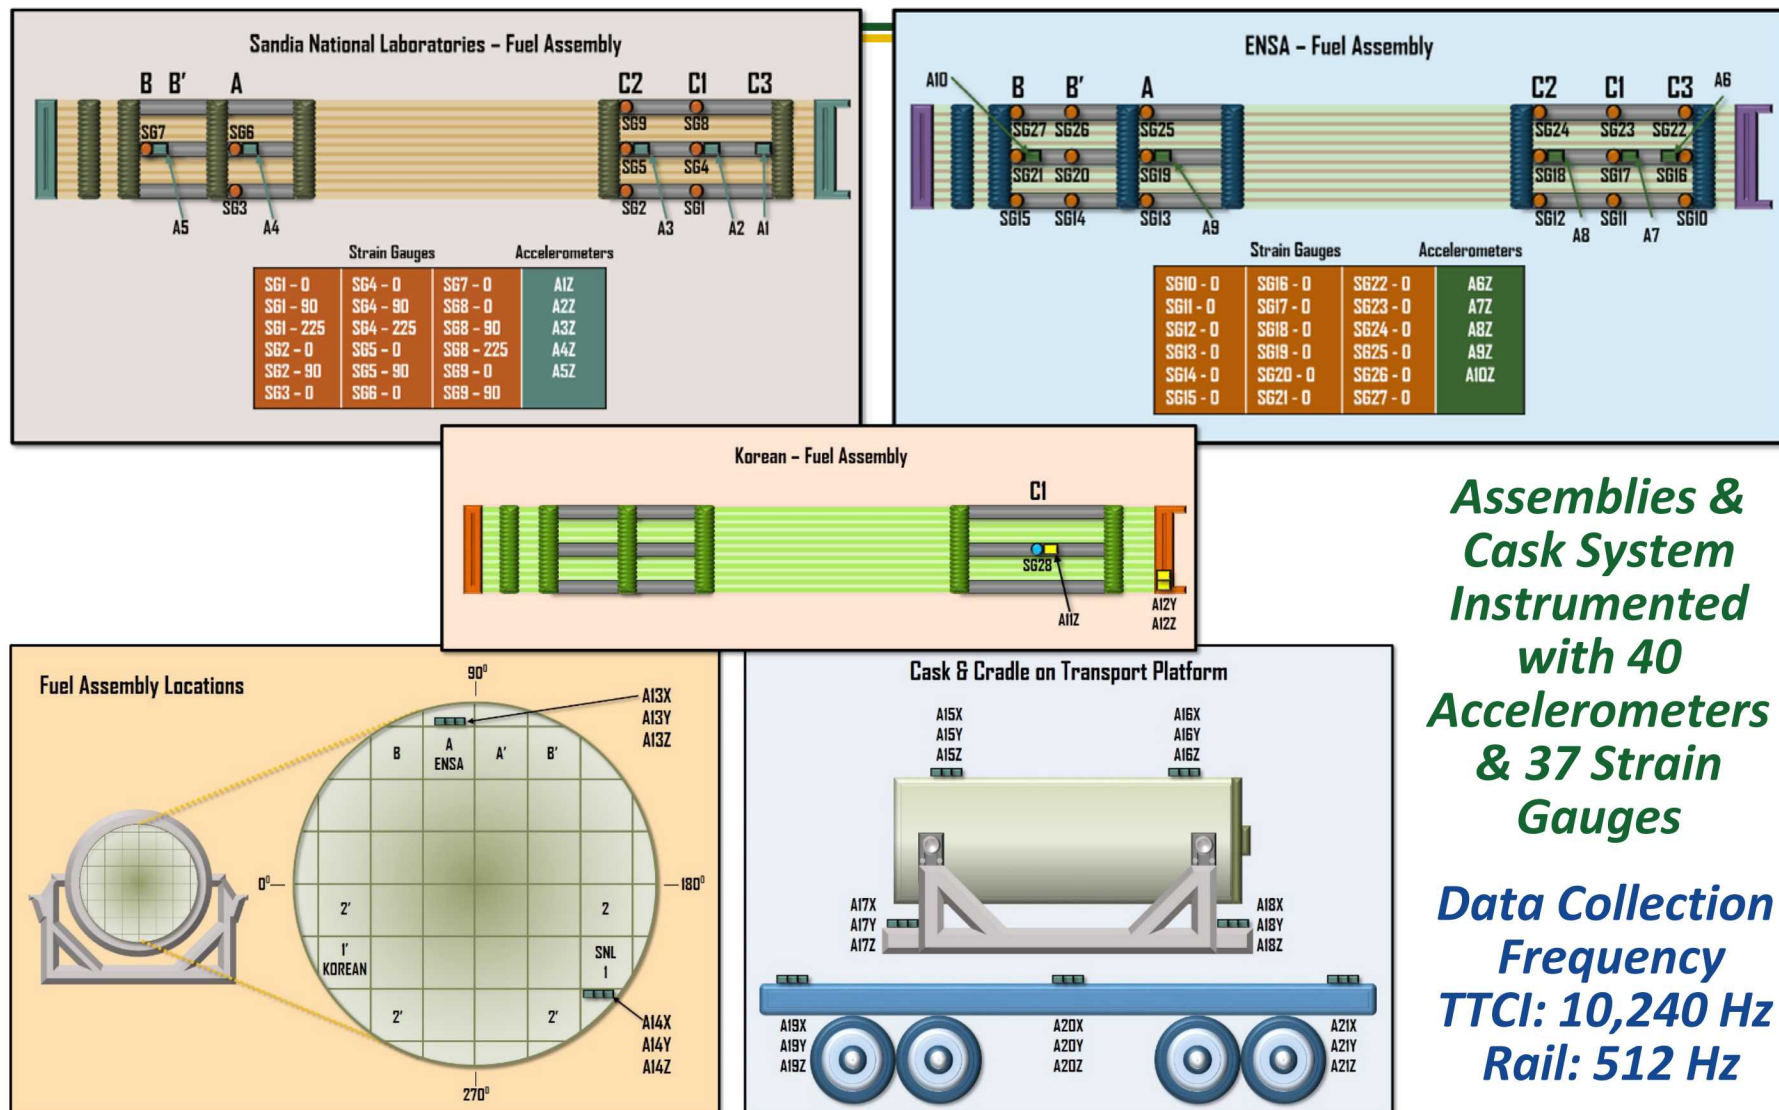 Sandia National Laboratories – Fuel Assembly
B B' A C2 C1 C3
SG7 SG6 SG9 SG8
SG5 SG4
SG3 SG2 SG1
A5 A4 A3 A2 A1
Strain Gauges Accelerometers
SG1 – 0 SG4 – 0 SG7 – 0 A1Z
SG1 – 90 SG4 – 90 SG8 – 0 A2Z
SG1 – 225 SG4 – 225 SG8 – 90 A3Z
SG2 – 0 SG5 – 0 SG8 – 225 A4Z
SG2 – 90 SG5 – 90 SG9 – 0 A5Z
SG3 – 0 SG6 – 0 SG9 – 90
ENSA – Fuel Assembly
A10 B B' A C2 C1 C3 A6
SG27 SG26 SG25 SG24 SG23 SG22
SG21 SG20 SG19 SG18 SG17 SG16
SG15 SG14 SG13 SG12 SG11 SG10
A9 A8 A7
Strain Gauges Accelerometers
SG10 - 0 SG16 - 0 SG22 - 0 A6Z
SG11 - 0 SG17 - 0 SG23 - 0 A7Z
SG12 - 0 SG18 - 0 SG24 - 0 A8Z
SG13 - 0 SG19 - 0 SG25 - 0 A9Z
SG14 - 0 SG20 - 0 SG26 - 0 A10Z
SG15 - 0 SG21 - 0 SG27 - 0
Korean – Fuel Assembly
C1
SG28
A11Z
A12Y
A12Z
Assemblies &
Cask System
Instrumented
with 40
Accelerometers
& 37 Strain
Gauges
Data Collection
Frequency
TTCI: 10,240 Hz
Rail: 512 Hz
Fuel Assembly Locations
90⁰
A13X
A13Y
A13Z
B A A' B'
ENSA
0⁰ 180⁰
2' 2
1' SNL
KOREAN 1
2' 2'
A14X
A14Y
A14Z
270⁰
Cask & Cradle on Transport Platform
A15X A16X
A15Y A16Y
A15Z A16Z
A17X A18X
A17Y A18Y
A17Z A18Z
A19X A20X A21X
A19Y A20Y A21Y
A19Z A20Z A21Z